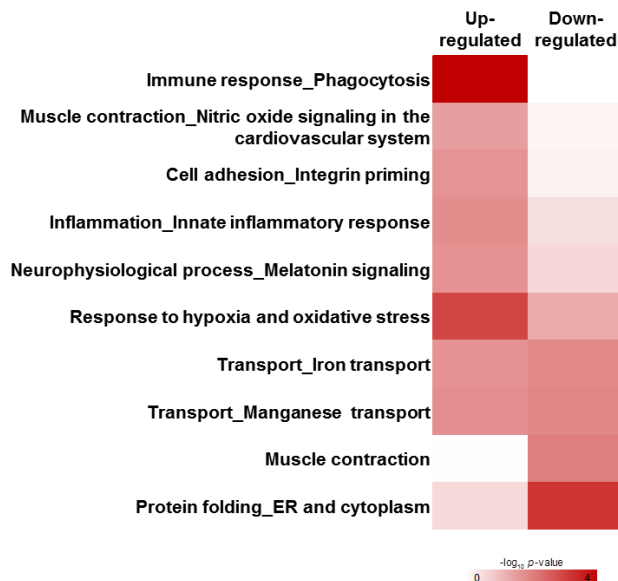 Up-regulated
Down-regulated
Immune response_Phagocytosis
Muscle contraction_Nitric oxide signaling in the
cardiovascular system
Cell adhesion_Integrin priming
Inflammation_Innate inflammatory response
Neurophysiological process_Melatonin signaling
Response to hypoxia and oxidative stress
Transport_Iron transport
Transport_Manganese transport
Muscle contraction
Protein folding_ER and cytoplasm
-log₁₀ p-value
0 4